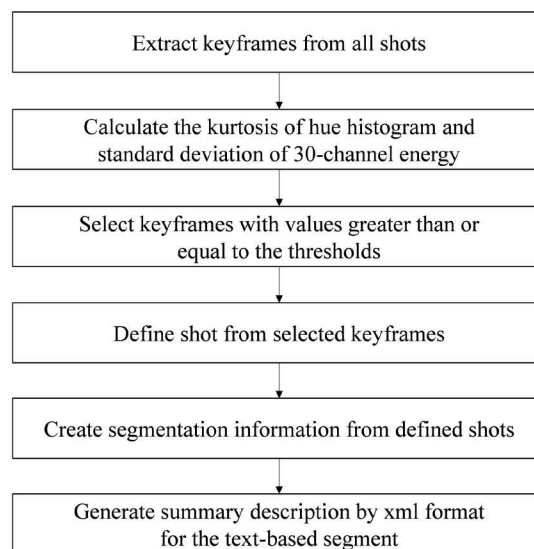 Extract keyframes from all shots
Calculate the kurtosis of hue histogram and
standard deviation of 30-channel energy
Select keyframes with values greater than or
equal to the thresholds
Define shot from selected keyframes
Create segmentation information from defined shots
Generate summary description by xml format
for the text-based segment